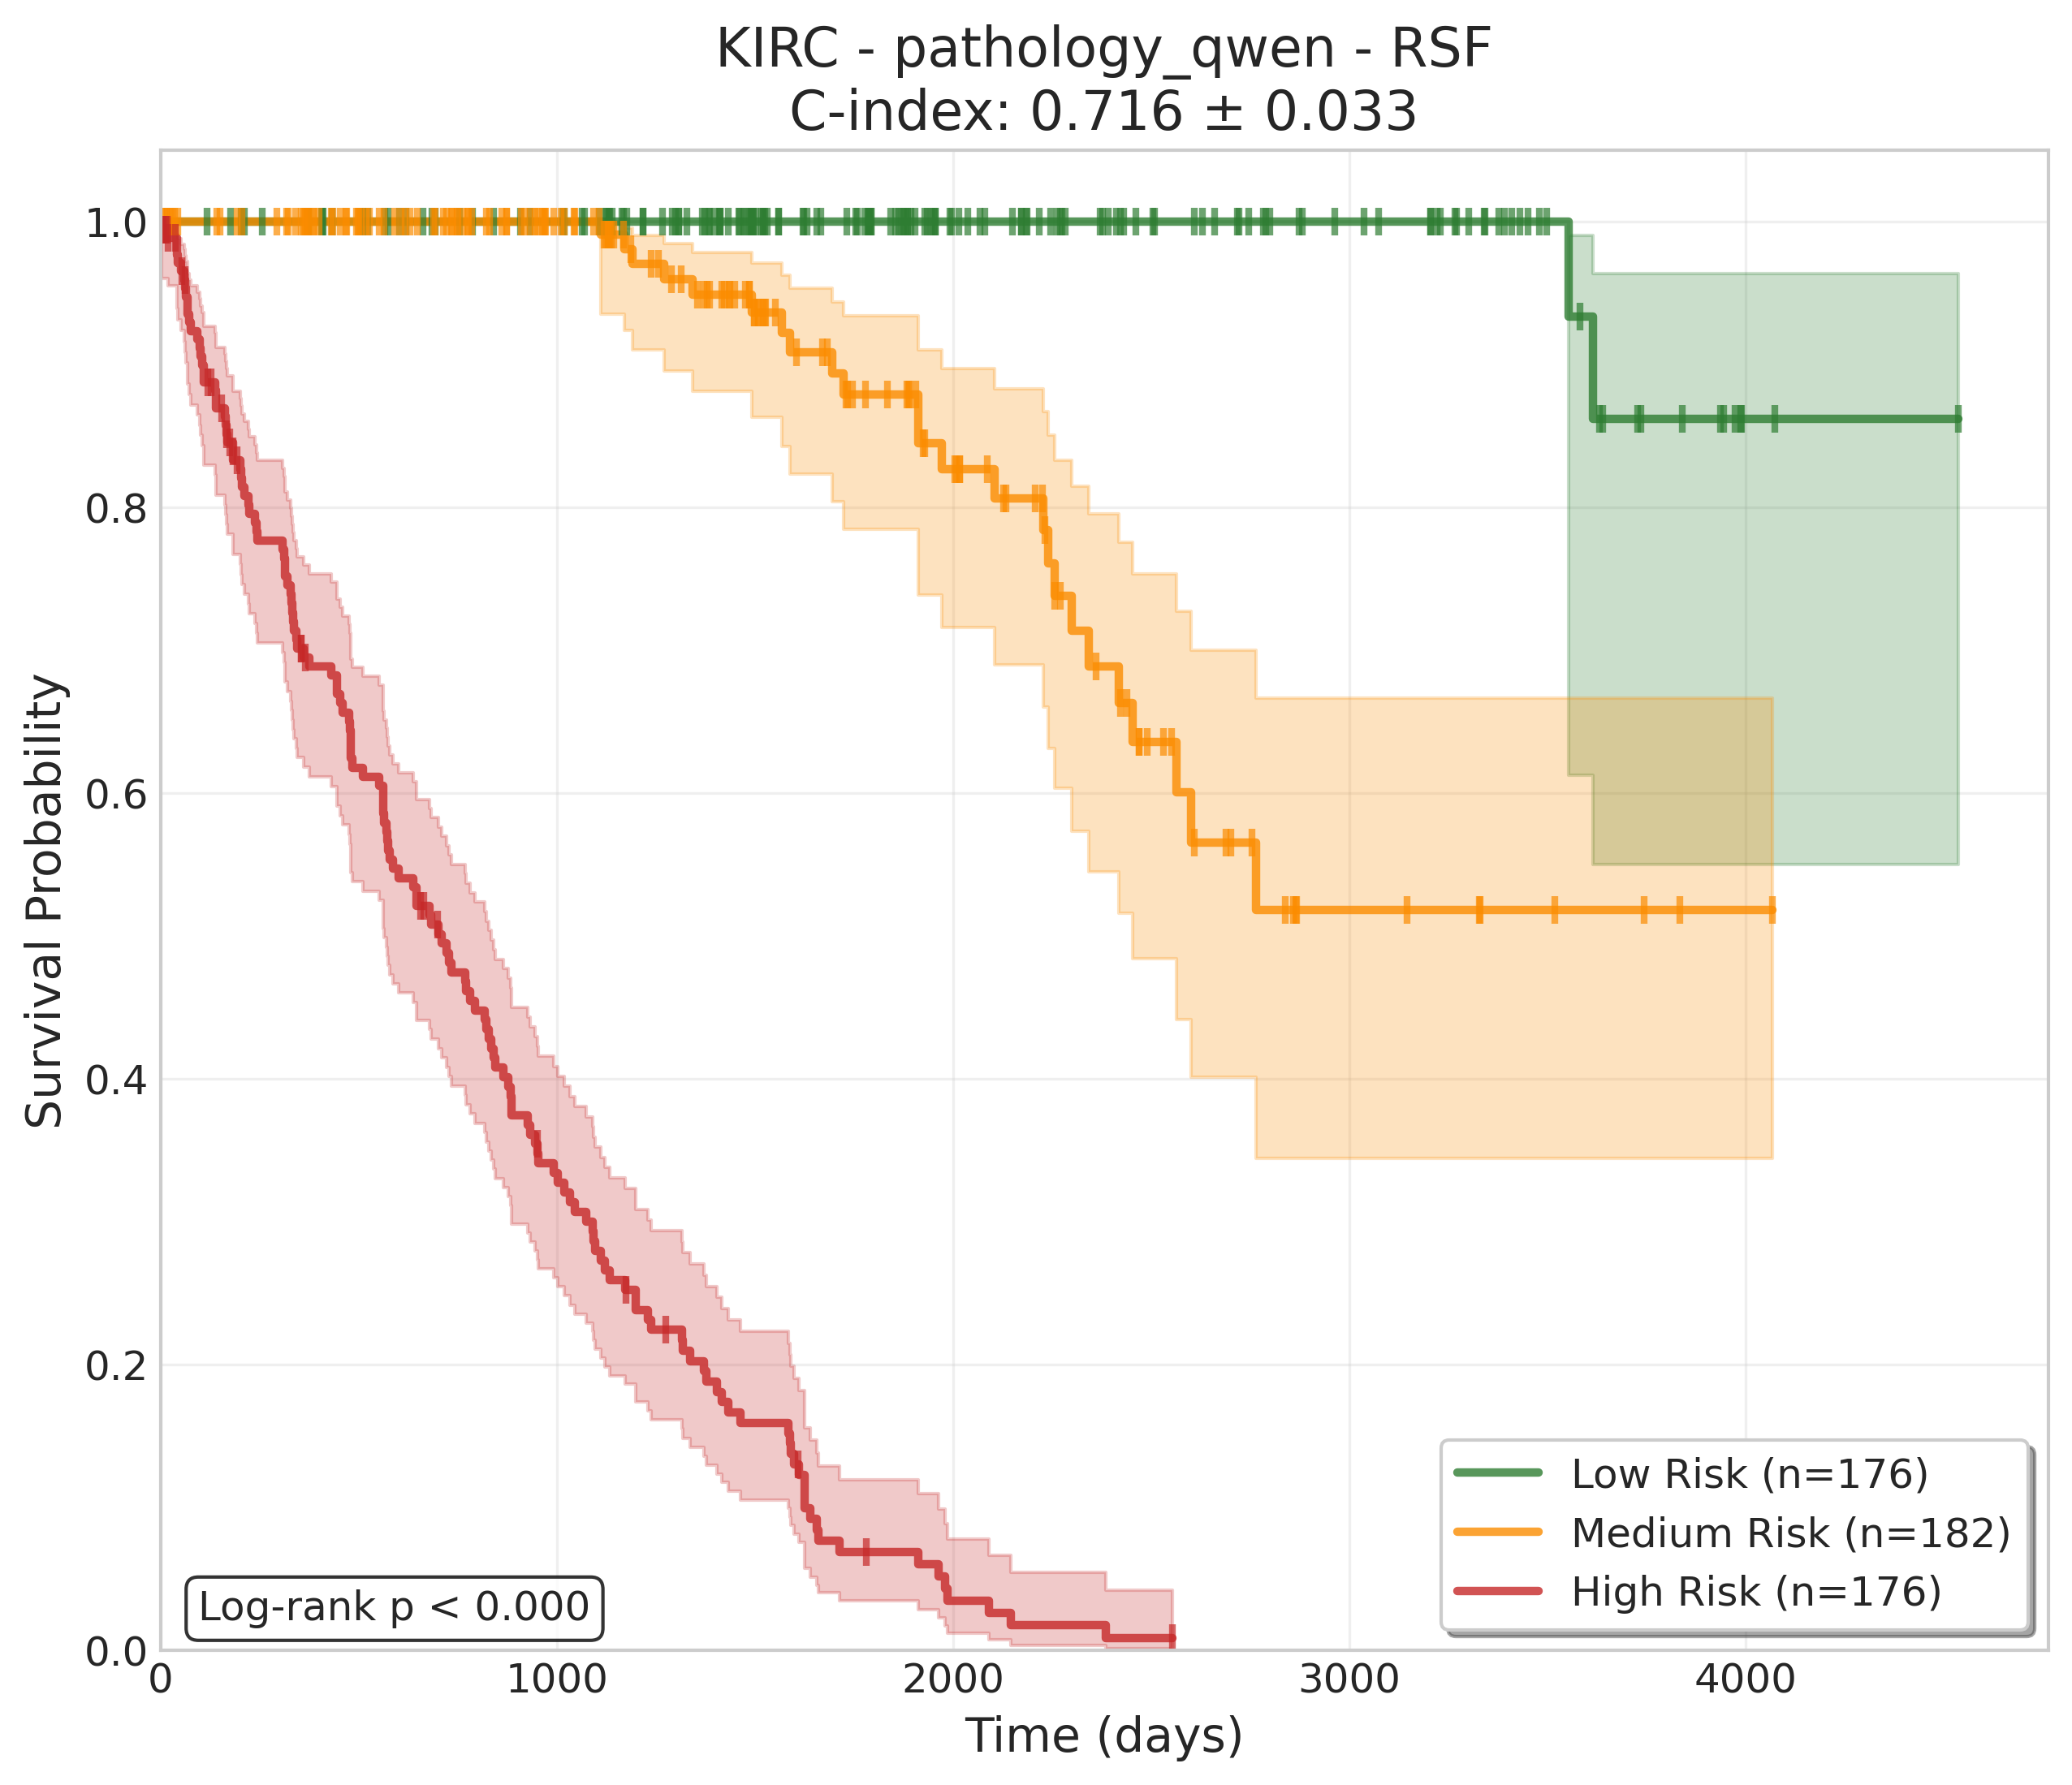 KIRC - pathology_qwen - RSF
C-index: 0.716 ± 0.033
Survival Probability
1.0
0.8
0.6
0.4
0.2
0.0
0
1000
2000
3000
4000
Time (days)
Log-rank p < 0.000
Low Risk (n=176)
Medium Risk (n=182)
High Risk (n=176)